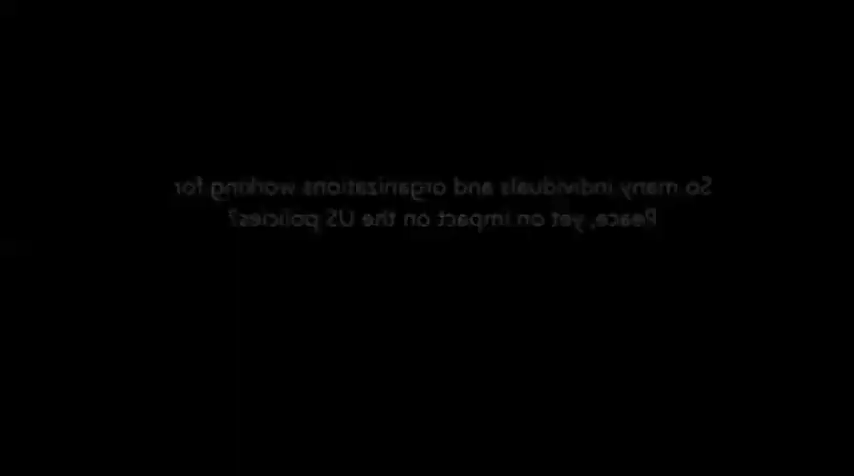 So many individuals and organizations working for
Peace, yet, no impact on the US policies?